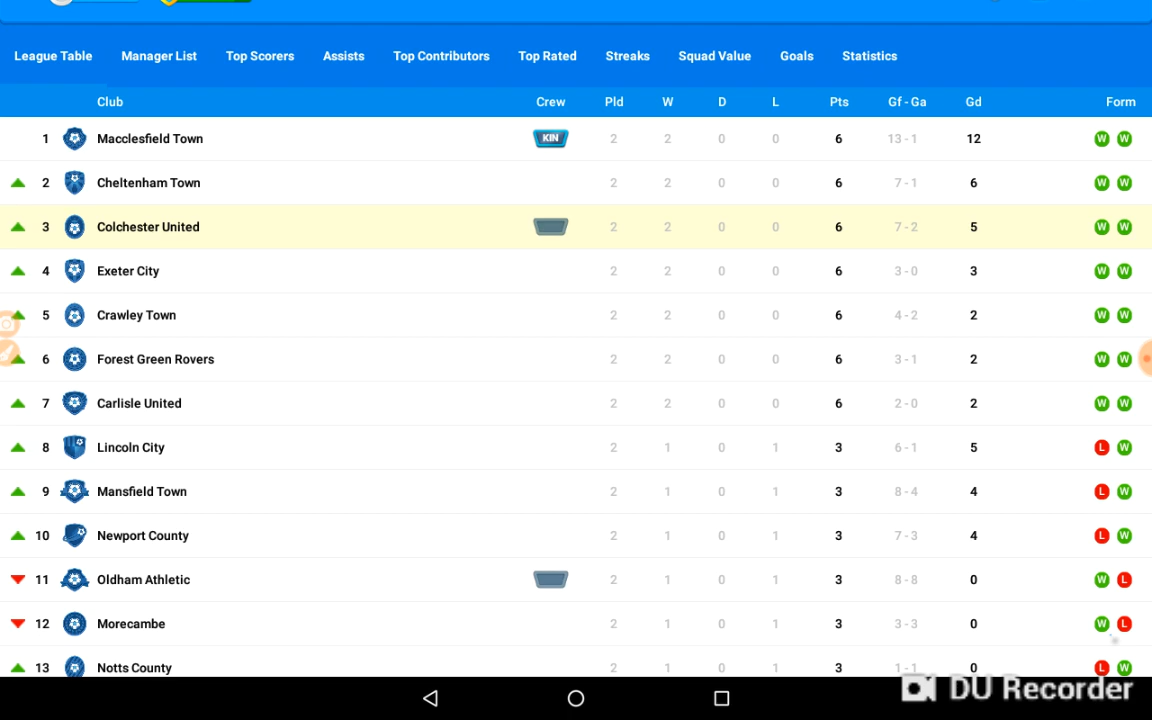 League Table Manager List Top Scorers Assists Top Contributors Top Rated Streaks Squad Value Goals Statistics
Club Crew Pld W D L Pts Gf - Ga Gd Form
1 Macclesfield Town KIN 2 2 0 0 6 13 - 1 12 W W
2 Cheltenham Town 2 2 0 0 6 7 - 1 6 W W
3 Colchester United 2 2 0 0 6 7 - 2 5 W W
4 Exeter City 2 2 0 0 6 3 - 0 3 W W
5 Crawley Town 2 2 0 0 6 4 - 2 2 W W
6 Forest Green Rovers 2 2 0 0 6 3 - 1 2 W W
7 Carlisle United 2 2 0 0 6 2 - 0 2 W W
8 Lincoln City 2 1 0 1 3 6 - 1 5 L W
9 Mansfield Town 2 1 0 1 3 8 - 4 4 L W
10 Newport County 2 1 0 1 3 7 - 3 4 L W
11 Oldham Athletic 2 1 0 1 3 8 - 8 0 W L
12 Morecambe 2 1 0 1 3 3 - 3 0 W L
13 Notts County 2 1 0 1 3 1 - 1 0 L W
DU Recorder